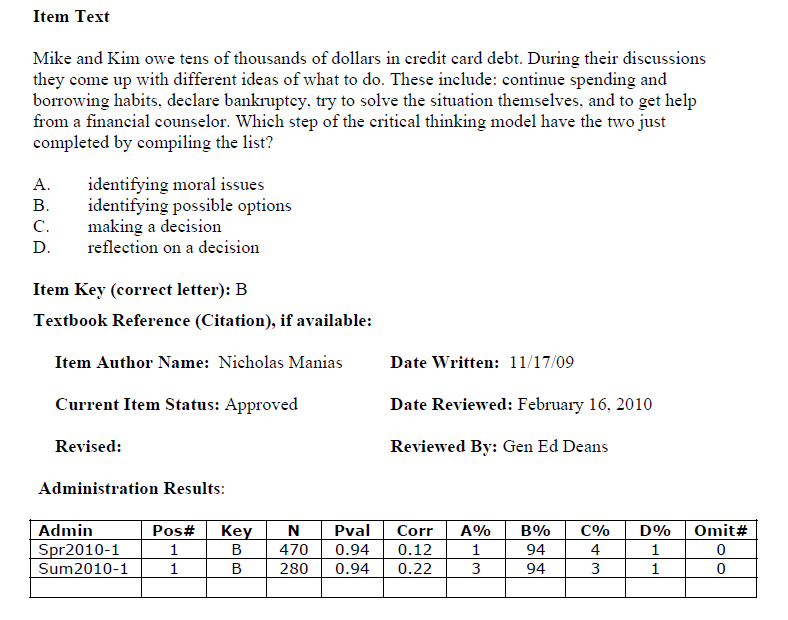 Item Text
Mike and Kim owe tens of thousands of dollars in credit card debt. During their discussions
they come up with different ideas of what to do. These include: continue spending and
borrowing habits, declare bankruptcy, try to solve the situation themselves, and to get help
from a financial counselor. Which step of the critical thinking model have the two just
completed by compiling the list?
A. identifying moral issues
B. identifying possible options
C. making a decision
D. reflection on a decision
Item Key (correct letter): B
Textbook Reference (Citation), if available:
Item Author Name: Nicholas Manias Date Written: 11/17/09
Current Item Status: Approved Date Reviewed: February 16, 2010
Revised: Reviewed By: Gen Ed Deans
Administration Results:
Admin Pos# Key N Pval Corr A% B% C% D% Omit#
Spr2010-1 1 B 470 0.94 0.12 1 94 4 1 0
Sum2010-1 1 B 280 0.94 0.22 3 94 3 1 0